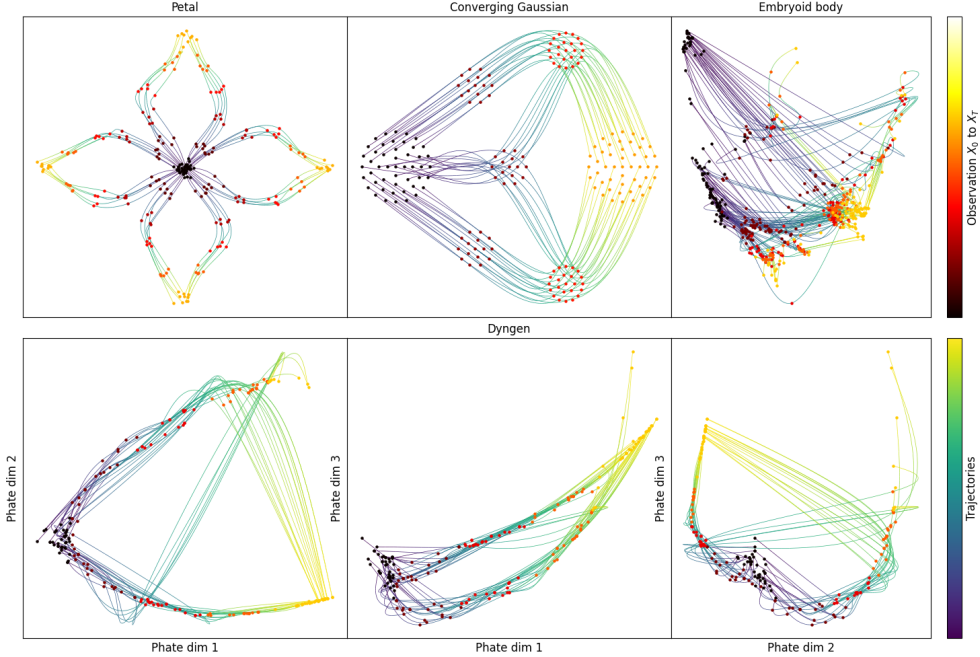 Petal
Converging Gaussian
Embryoid body
Observation X₀ to X_T
Dyngen
Phate dim 2
Phate dim 3
Phate dim 3
Trajectories
Phate dim 1
Phate dim 1
Phate dim 2